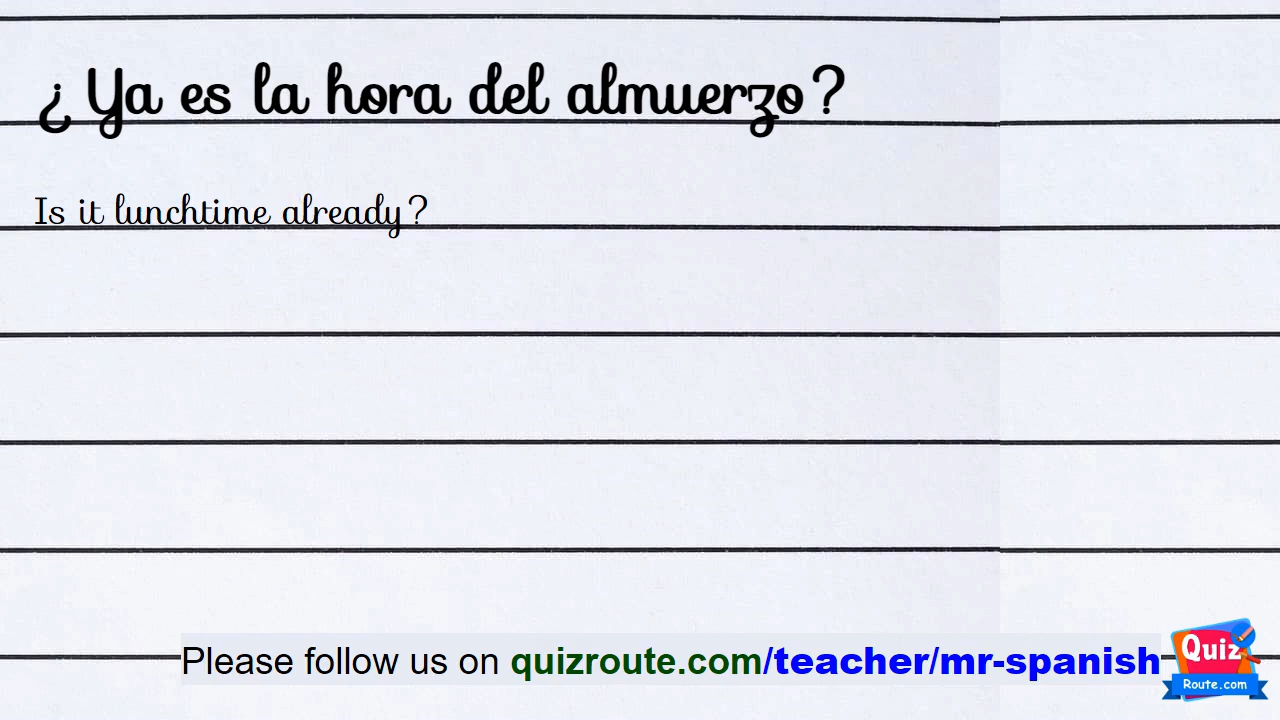 ¿ Ya es la hora del almuerzo?
Is it lunchtime already?
Please follow us on quizroute.com/teacher/mr-spanish
Quiz
Route.com